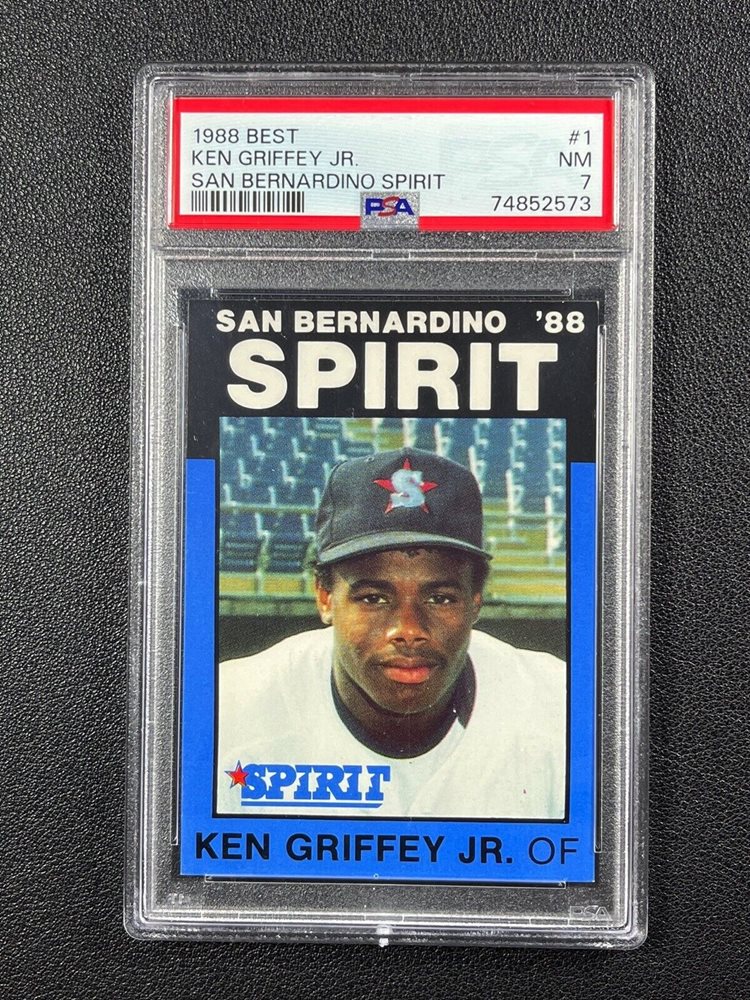 1988 BEST #1
KEN GRIFFEY JR. NM
SAN BERNARDINO SPIRIT 7
PSA 74852573
SAN BERNARDINO '88
SPIRIT
S
SPIRIT
KEN GRIFFEY JR. OF
PSA